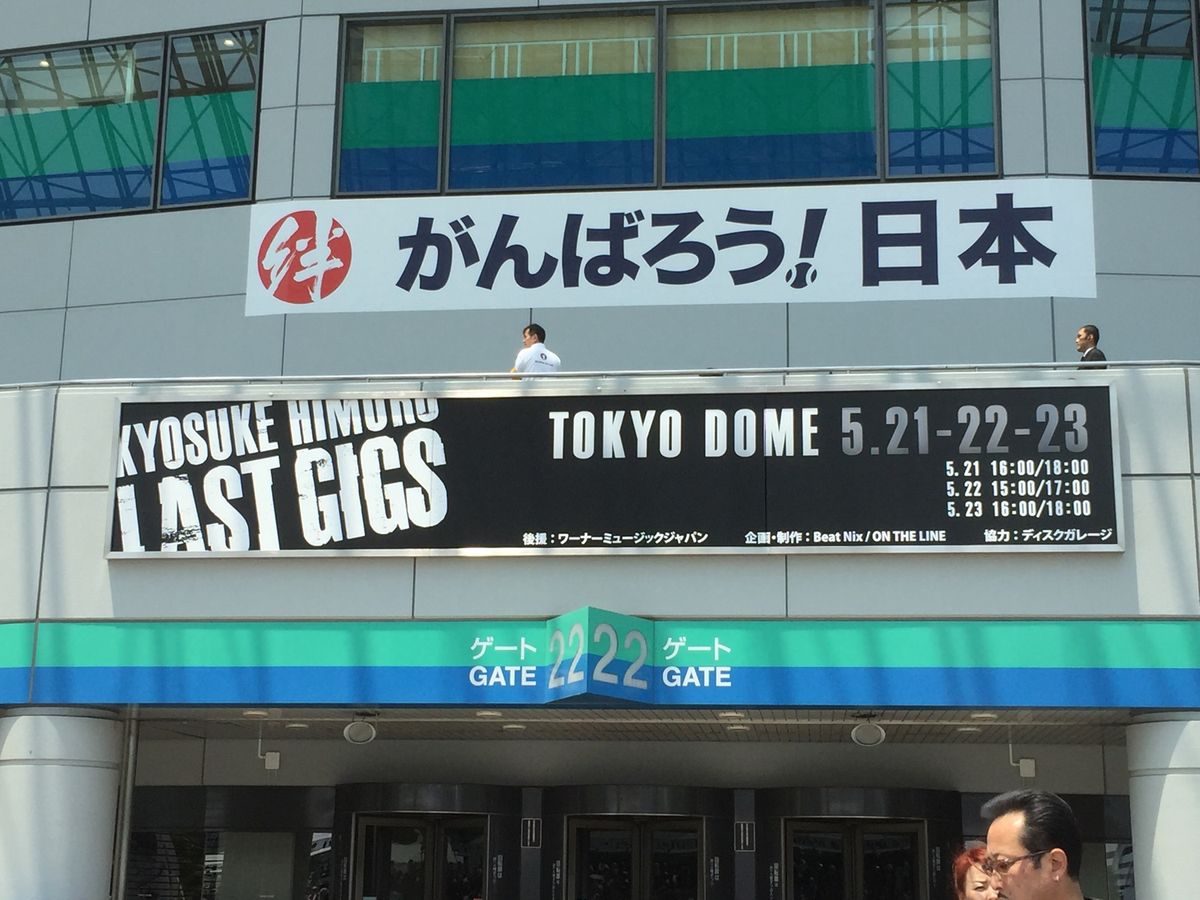 絆 がんばろう!日本
KYOSUKE HIMURO
LAST GIGS
TOKYO DOME 5.21-22-23
5.21 16:00/18:00
5.22 15:00/17:00
5.23 16:00/18:00
後援:ワーナーミュージックジャパン 企画・制作:Beat Nix / ON THE LINE 協力:ディスクガレージ
ゲート 22 22 ゲート
GATE GATE